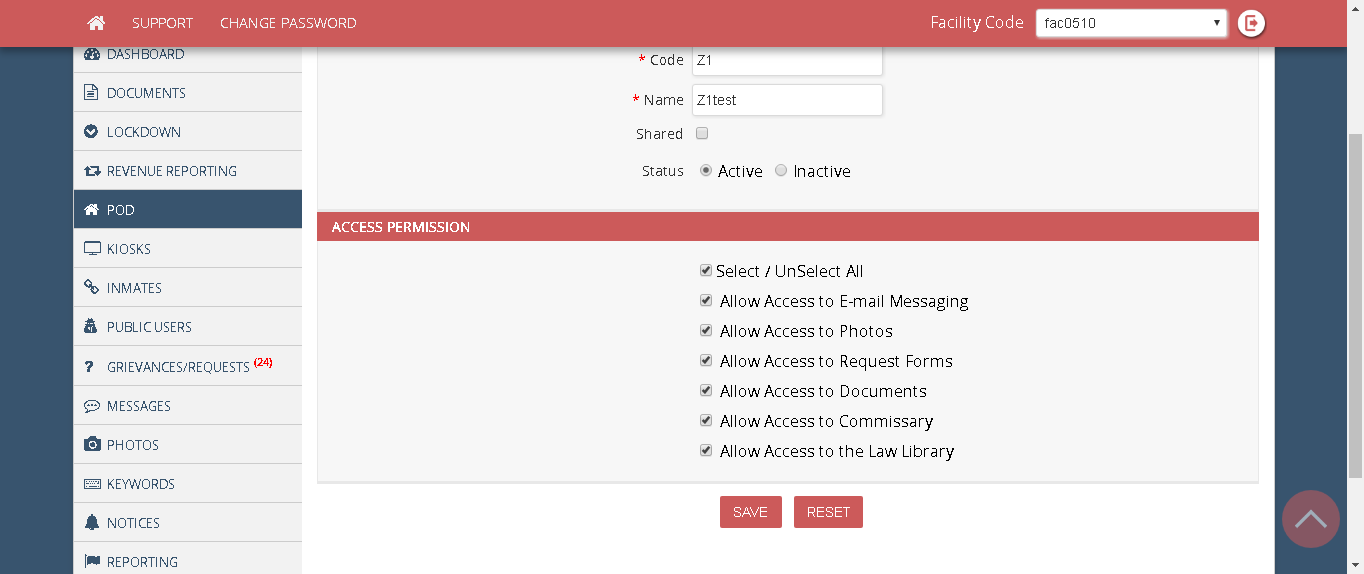 SUPPORT CHANGE PASSWORD Facility Code fac0510
DASHBOARD
DOCUMENTS
LOCKDOWN
REVENUE REPORTING
POD
KIOSKS
INMATES
PUBLIC USERS
GRIEVANCES/REQUESTS (24)
MESSAGES
PHOTOS
KEYWORDS
NOTICES
REPORTING
* Code Z1
* Name Z1test
Shared
Status Active Inactive
ACCESS PERMISSION
Select / UnSelect All
Allow Access to E-mail Messaging
Allow Access to Photos
Allow Access to Request Forms
Allow Access to Documents
Allow Access to Commissary
Allow Access to the Law Library
SAVE RESET